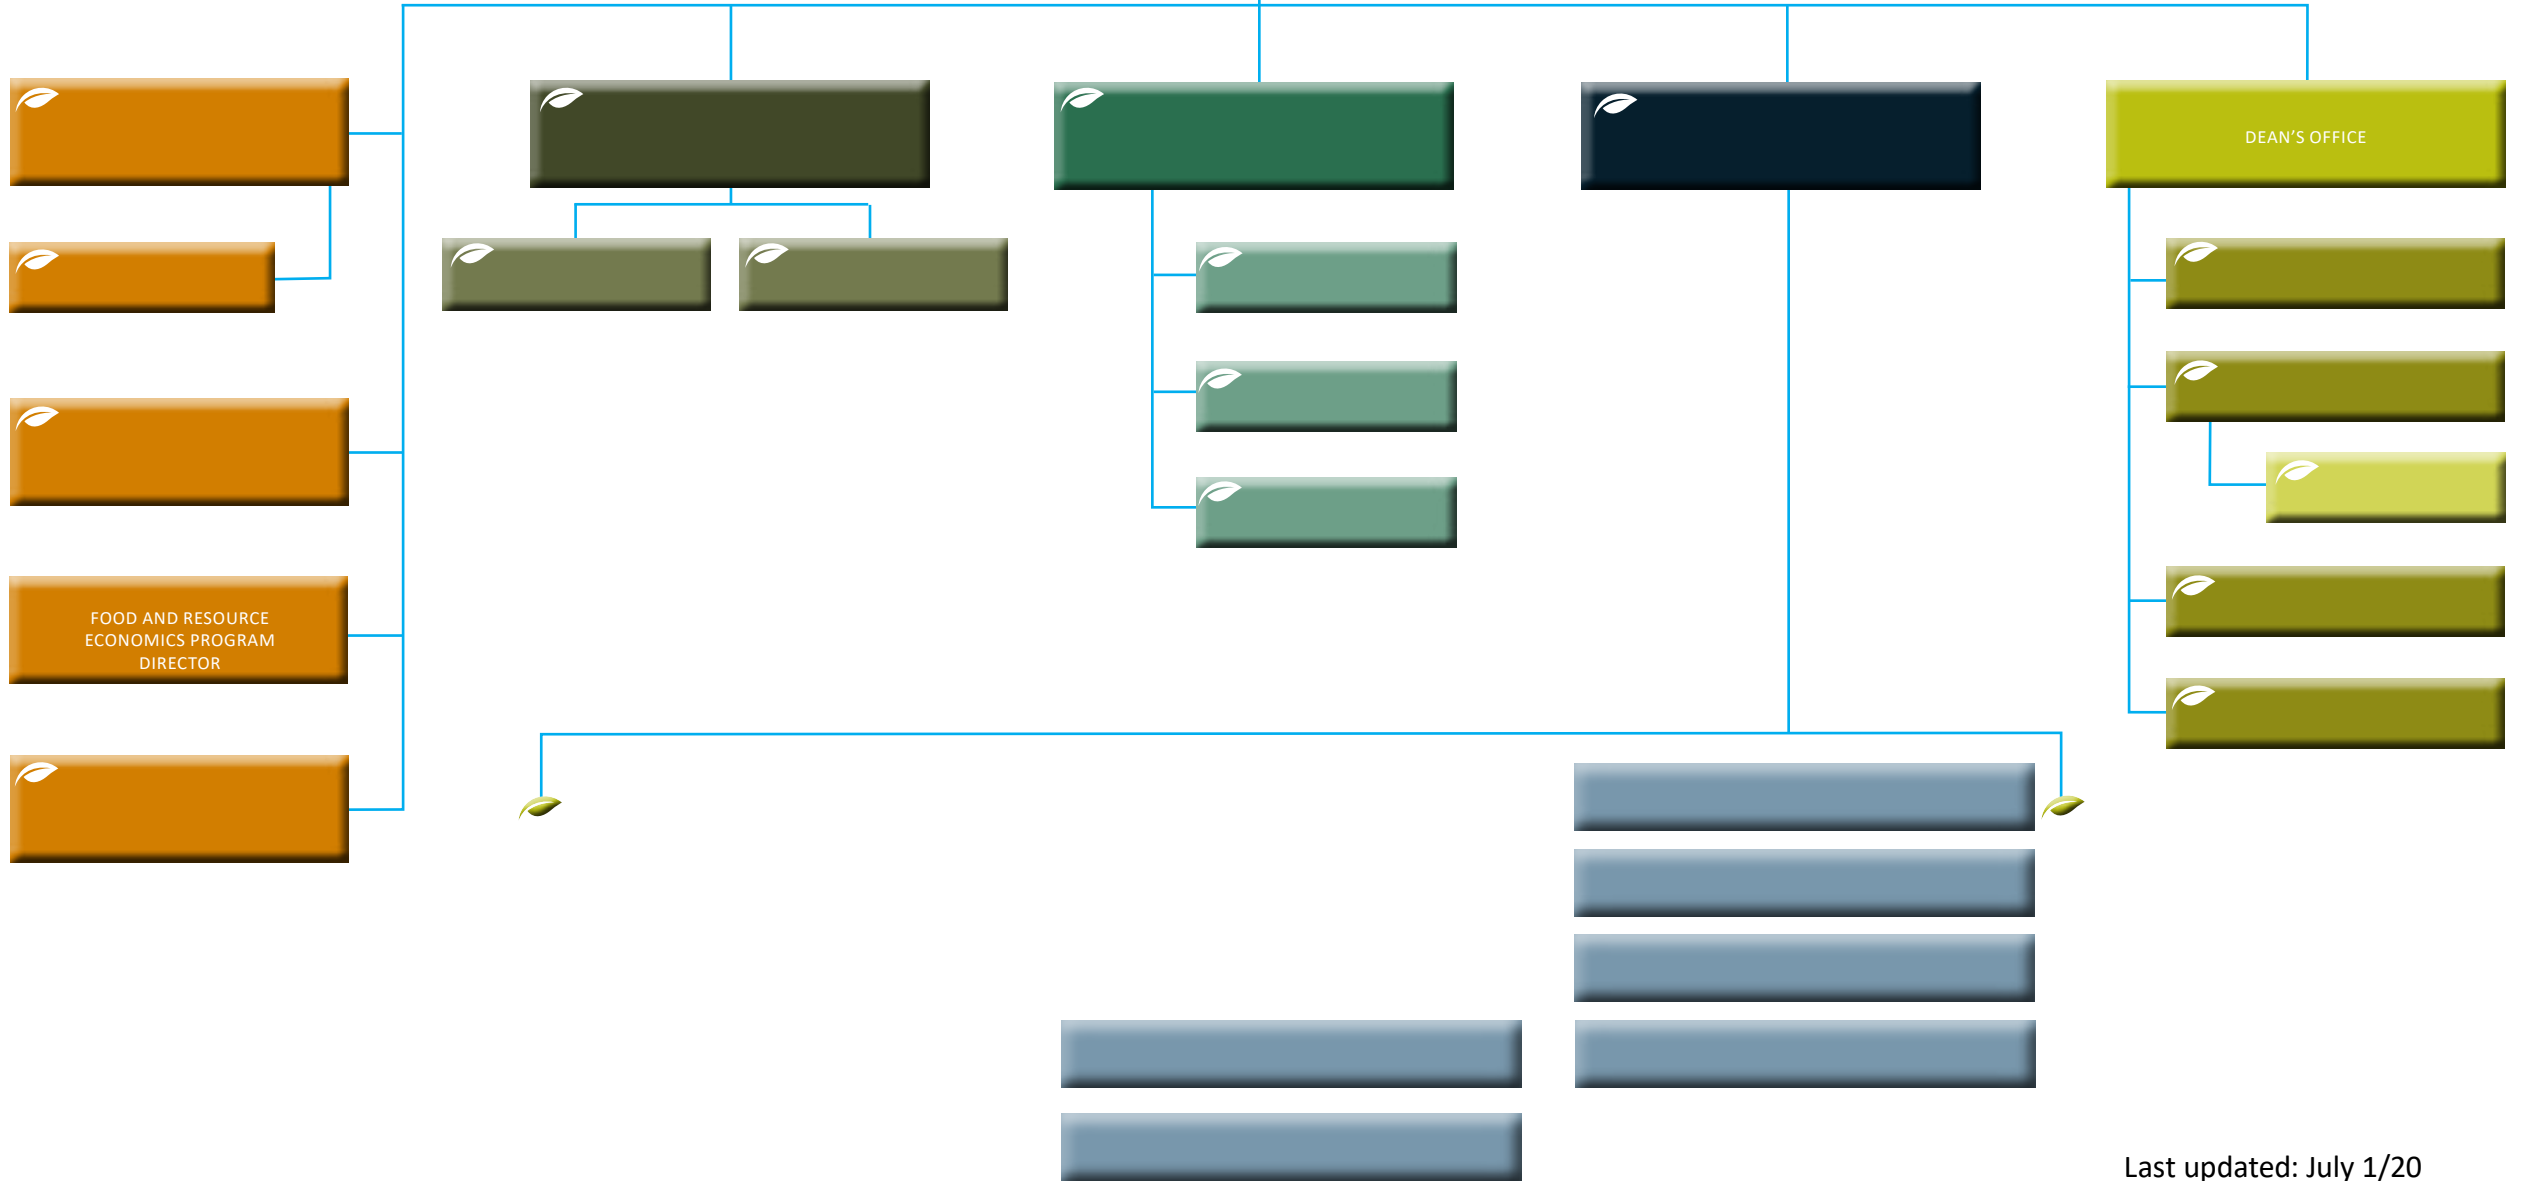 DEAN'S OFFICE
FOOD AND RESOURCE
ECONOMICS PROGRAM
DIRECTOR
Last updated: July 1/20